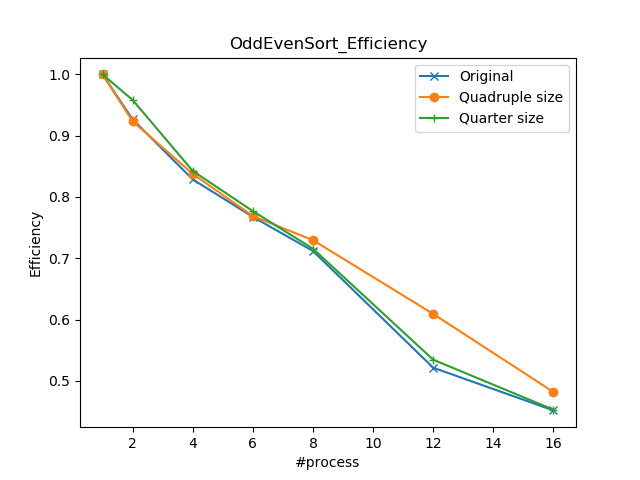 OddEvenSort_Efficiency
Original
Quadruple size
Quarter size
Efficiency
1.0
0.9
0.8
0.7
0.6
0.5
2 4 6 8 10 12 14 16
#process